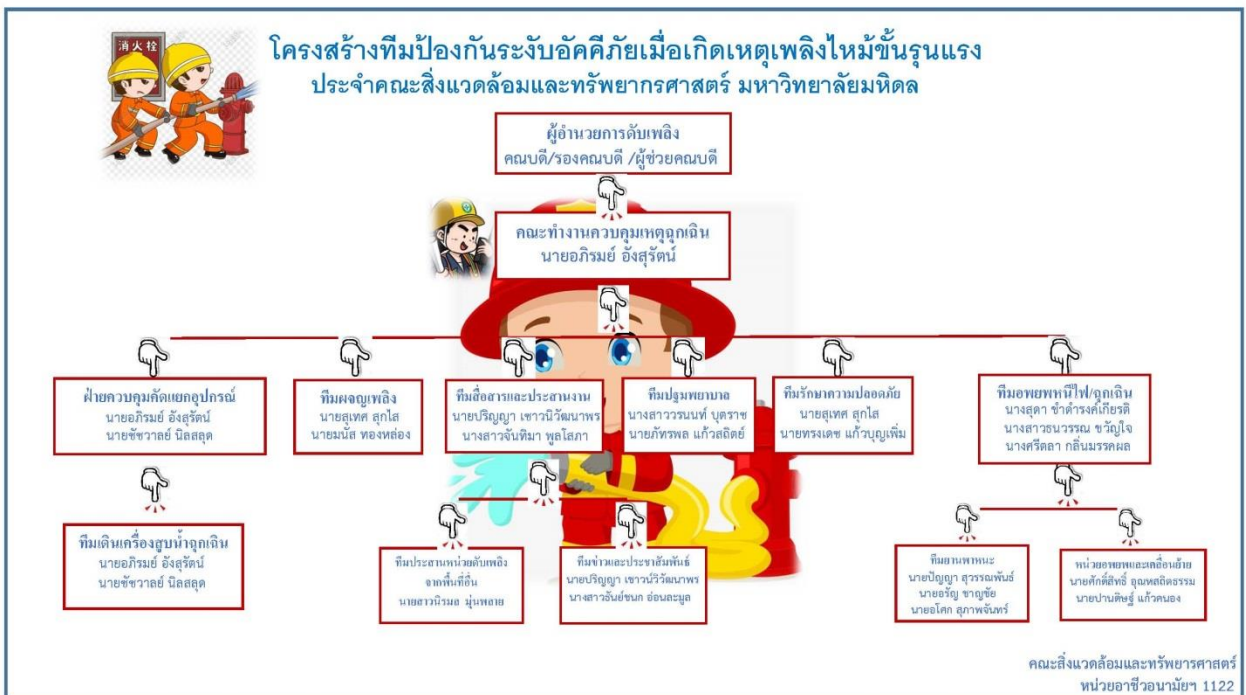 消火栓
โครงสร้างทีมป้องกันระงับอัคคีภัยเมื่อเกิดเหตุเพลิงไหม้ขั้นรุนแรง
ประจำคณะสิ่งแวดล้อมและทรัพยากรศาสตร์ มหาวิทยาลัยมหิดล
ผู้อำนวยการดับเพลิง
คณบดี/รองคณบดี /ผู้ช่วยคณบดี
คณะทำงานควบคุมเหตุฉุกเฉิน
นายอภิรมย์ อังสุรัตน์
ฝ่ายควบคุมคัดแยกอุปกรณ์
นายอภิรมย์ อังสุรัตน์
นายชัชวาลย์ นิลสลุด
ทีมผจญเพลิง
นายสุเทศ สุกใส
นายมนัส ทองหล่อง
ทีมสื่อสารและประสานงาน
นายปริญญา เชาวนิวัฒนาพร
นางสาวจันทิมา พูลโสภา
ทีมปฐมพยาบาล
นางสาววรนนท์ บุตราช
นายภัทรพล แก้วสถิตย์
ทีมรักษาความปลอดภัย
นายสุเทศ สุกใส
นายทรงเดช แก้วบุญเพิ่ม
ทีมอพยพหนีไฟ/ฉุกเฉิน
นางสุดา ชำดำรงค์เกียรติ
นางสาวธนวรรณ ขวัญใจ
นางศรีตลา กลิ่นมรรคผล
ทีมเดินเครื่องสูบน้ำฉุกเฉิน
นายอภิรมย์ อังสุรัตน์
นายชัชวาลย์ นิลสลุด
ทีมประสานหน่วยดับเพลิง
จากพื้นที่อื่น
นายสาวนิรมล มุ่นพลาย
ทีมข่าวและประชาสัมพันธ์
นายปริญญา เชาวน์วิวัฒนาพร
นางสาวธันย์ชนก อ่อนละมูล
ทีมยานพาหนะ
นายปัญญา สุวรรณพันธ์
นายอรัญ ชาญชัย
นายอโศก สุภาพจันทร์
หน่วยอพยพและเคลื่อนย้าย
นายศักดิ์สิทธิ์ อุณหสถิตธรรม
นายปานดิษฐ์ แก้วคนอง
คณะสิ่งแวดล้อมและทรัพยารศาสตร์
หน่วยอาชีวอนามัยฯ 1122